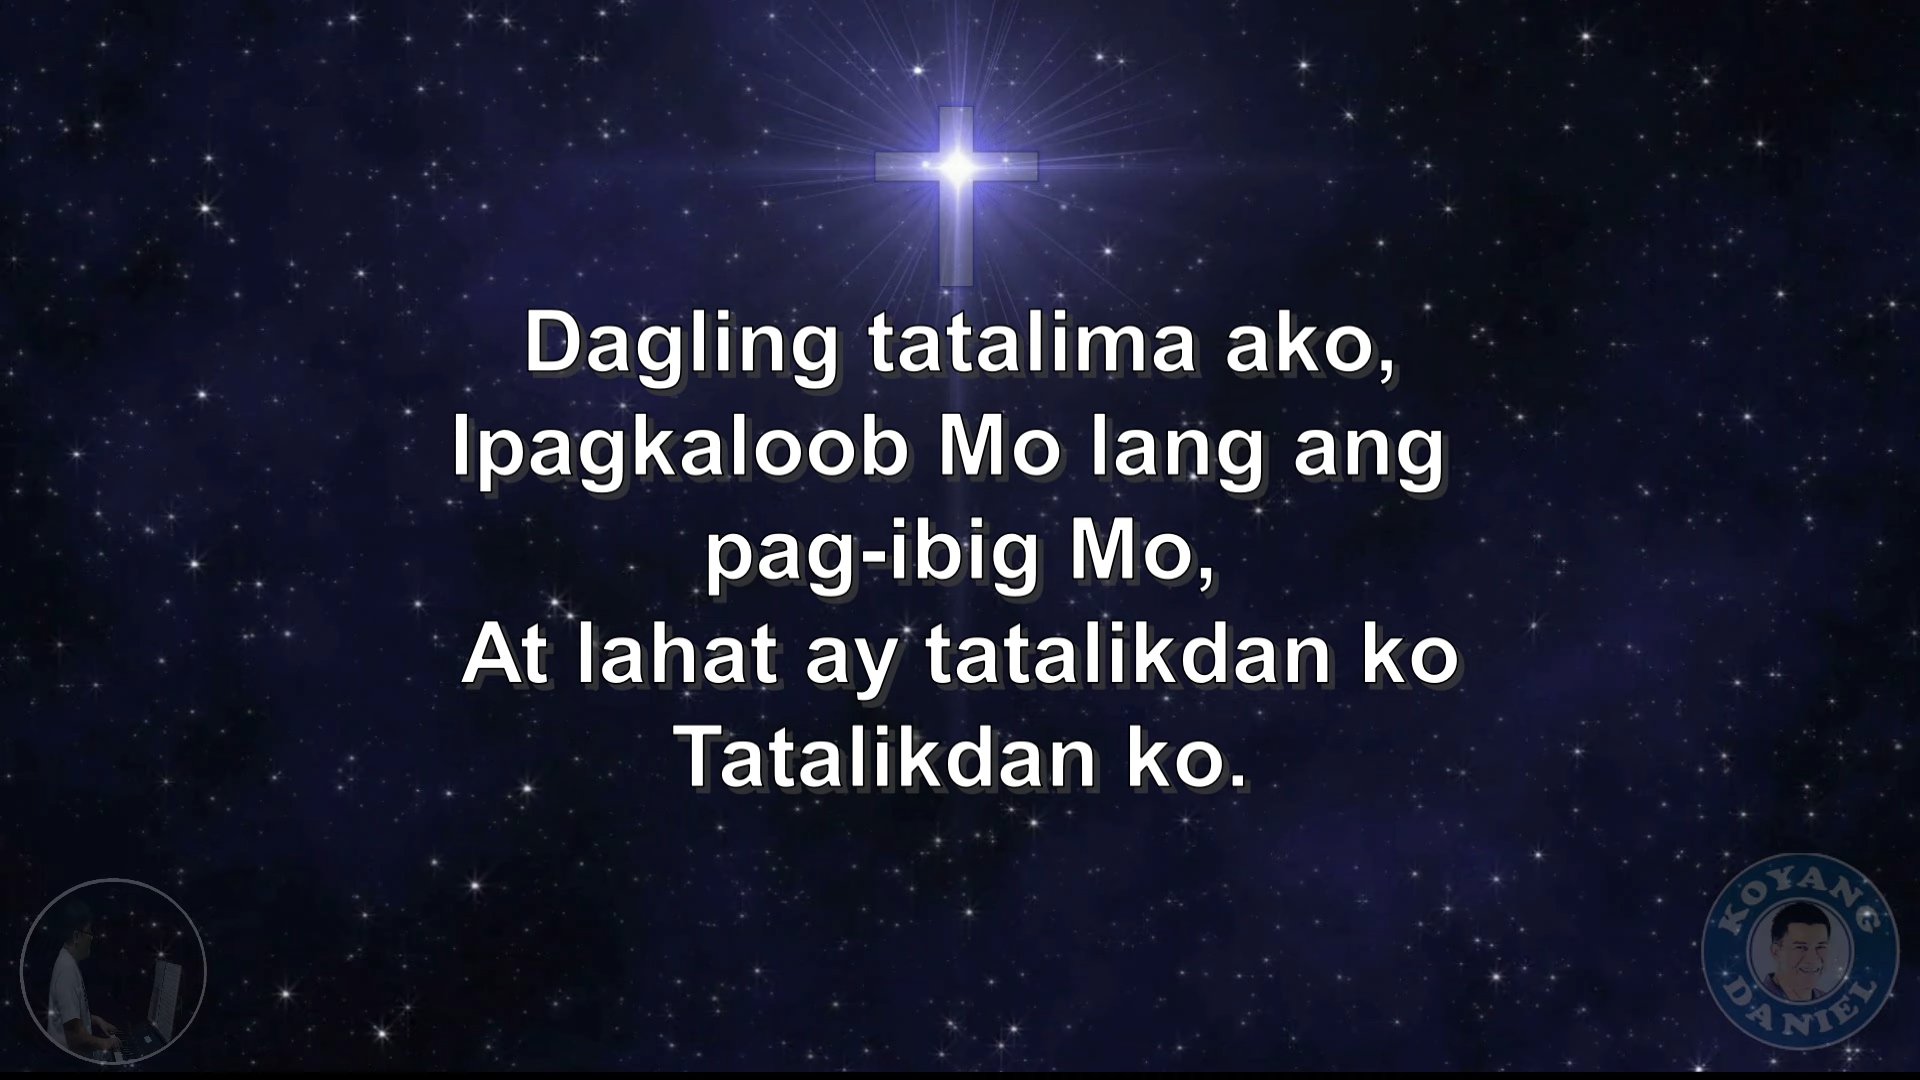 Dagling tatalima ako,
Ipagkaloob Mo lang ang
pag-ibig Mo,
At lahat ay tatalikdan ko
Tatalikdan ko.
KOYANG
DANIEL